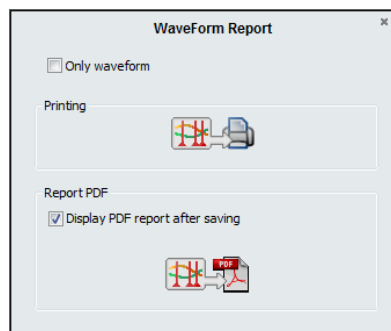 WaveForm Report
Only waveform
Printing
Report PDF
Display PDF report after saving
PDF